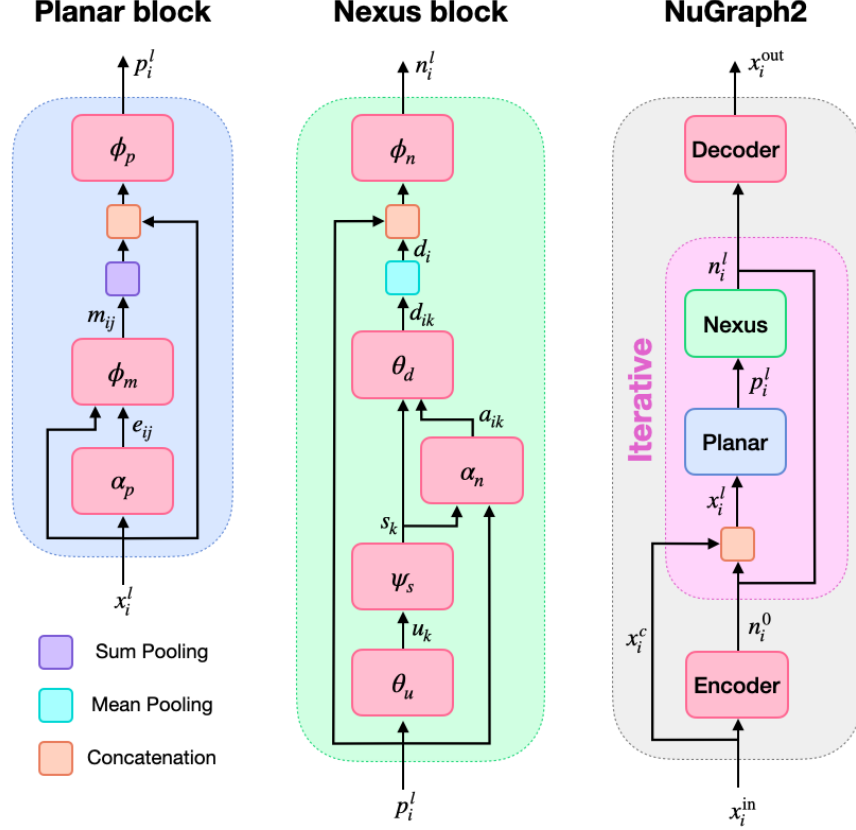 Planar block
p_i^l
ϕ_p
m_ij
ϕ_m
e_ij
α_p
x_i^l
Sum Pooling
Mean Pooling
Concatenation
Nexus block
n_i^l
ϕ_n
d_i
d_ik
θ_d
a_ik
α_n
s_k
ψ_s
u_k
θ_u
p_i^l
NuGraph2
x_i^out
Decoder
n_i^l
Nexus
Iterative
p_i^l
Planar
x_i^l
x_i^c
n_i^0
Encoder
x_i^in